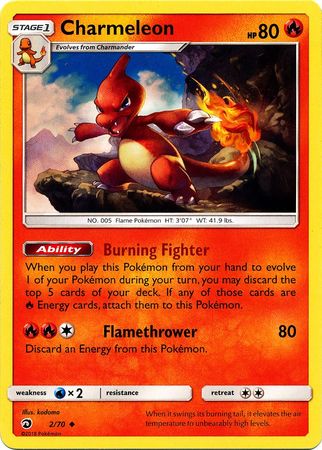 STAGE 1
Charmeleon
HP 80
Evolves from Charmander
NO. 005 Flame Pokémon HT: 3'07" WT: 41.9 lbs.
Ability Burning Fighter
When you play this Pokémon from your hand to evolve
1 of your Pokémon during your turn, you may discard the
top 5 cards of your deck. If any of those cards are
Energy cards, attach them to this Pokémon.
Flamethrower 80
Discard an Energy from this Pokémon.
weakness ×2 resistance retreat
Illus. kodama
2/70
©2018 Pokémon
When it swings its burning tail, it elevates the air
temperature to unbearably high levels.